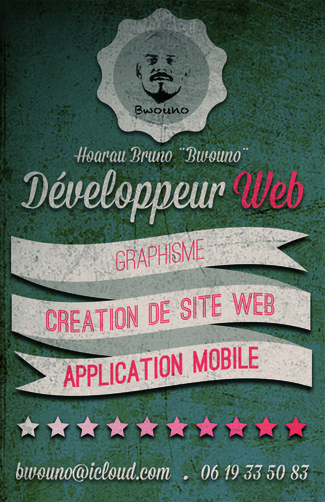 Bwouno
Hoarau Bruno "Bwouno"
Développeur Web
GRAPHISME
CREATION DE SITE WEB
APPLICATION MOBILE
bwouno@icloud.com . 06 19 33 50 83